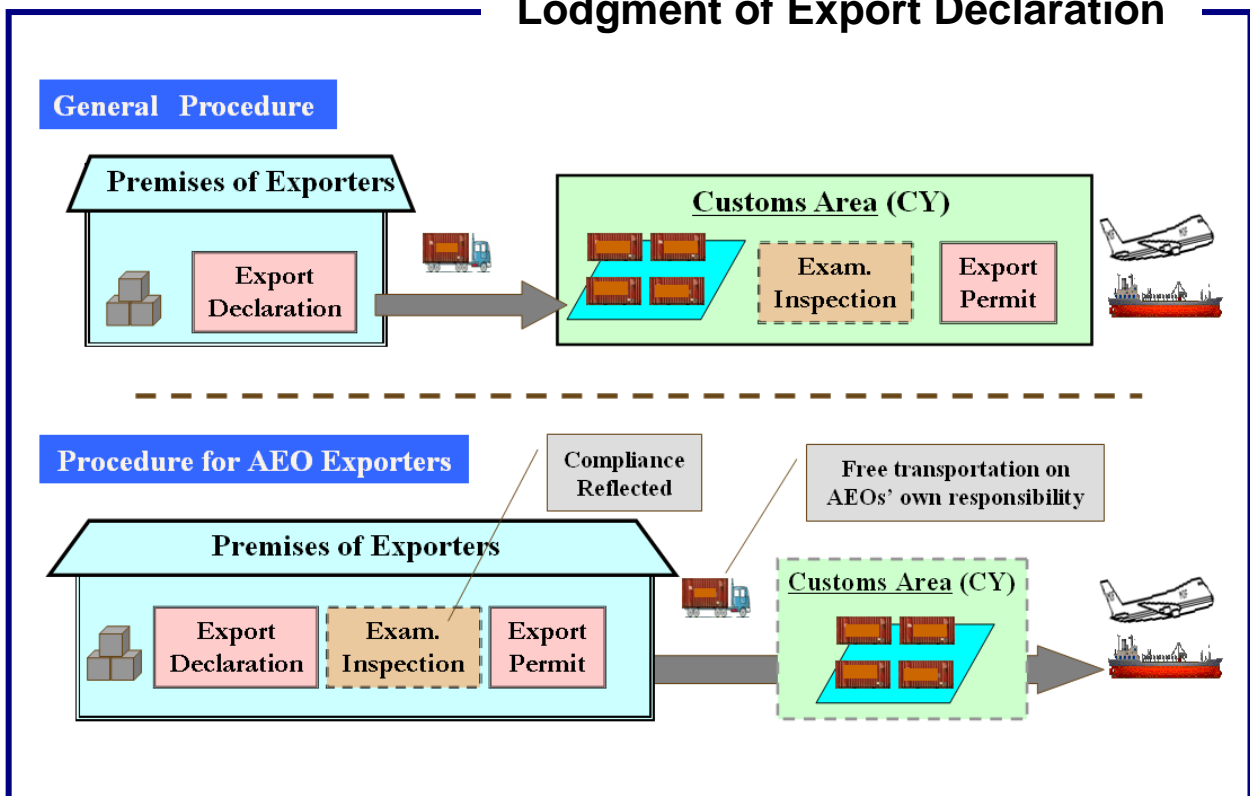 Lodgment of Export Declaration
General Procedure
Premises of Exporters
Export
Declaration
Customs Area (CY)
Exam.
Inspection
Export
Permit
Procedure for AEO Exporters
Compliance
Reflected
Free transportation on
AEOs’ own responsibility
Premises of Exporters
Export
Declaration
Exam.
Inspection
Export
Permit
Customs Area (CY)